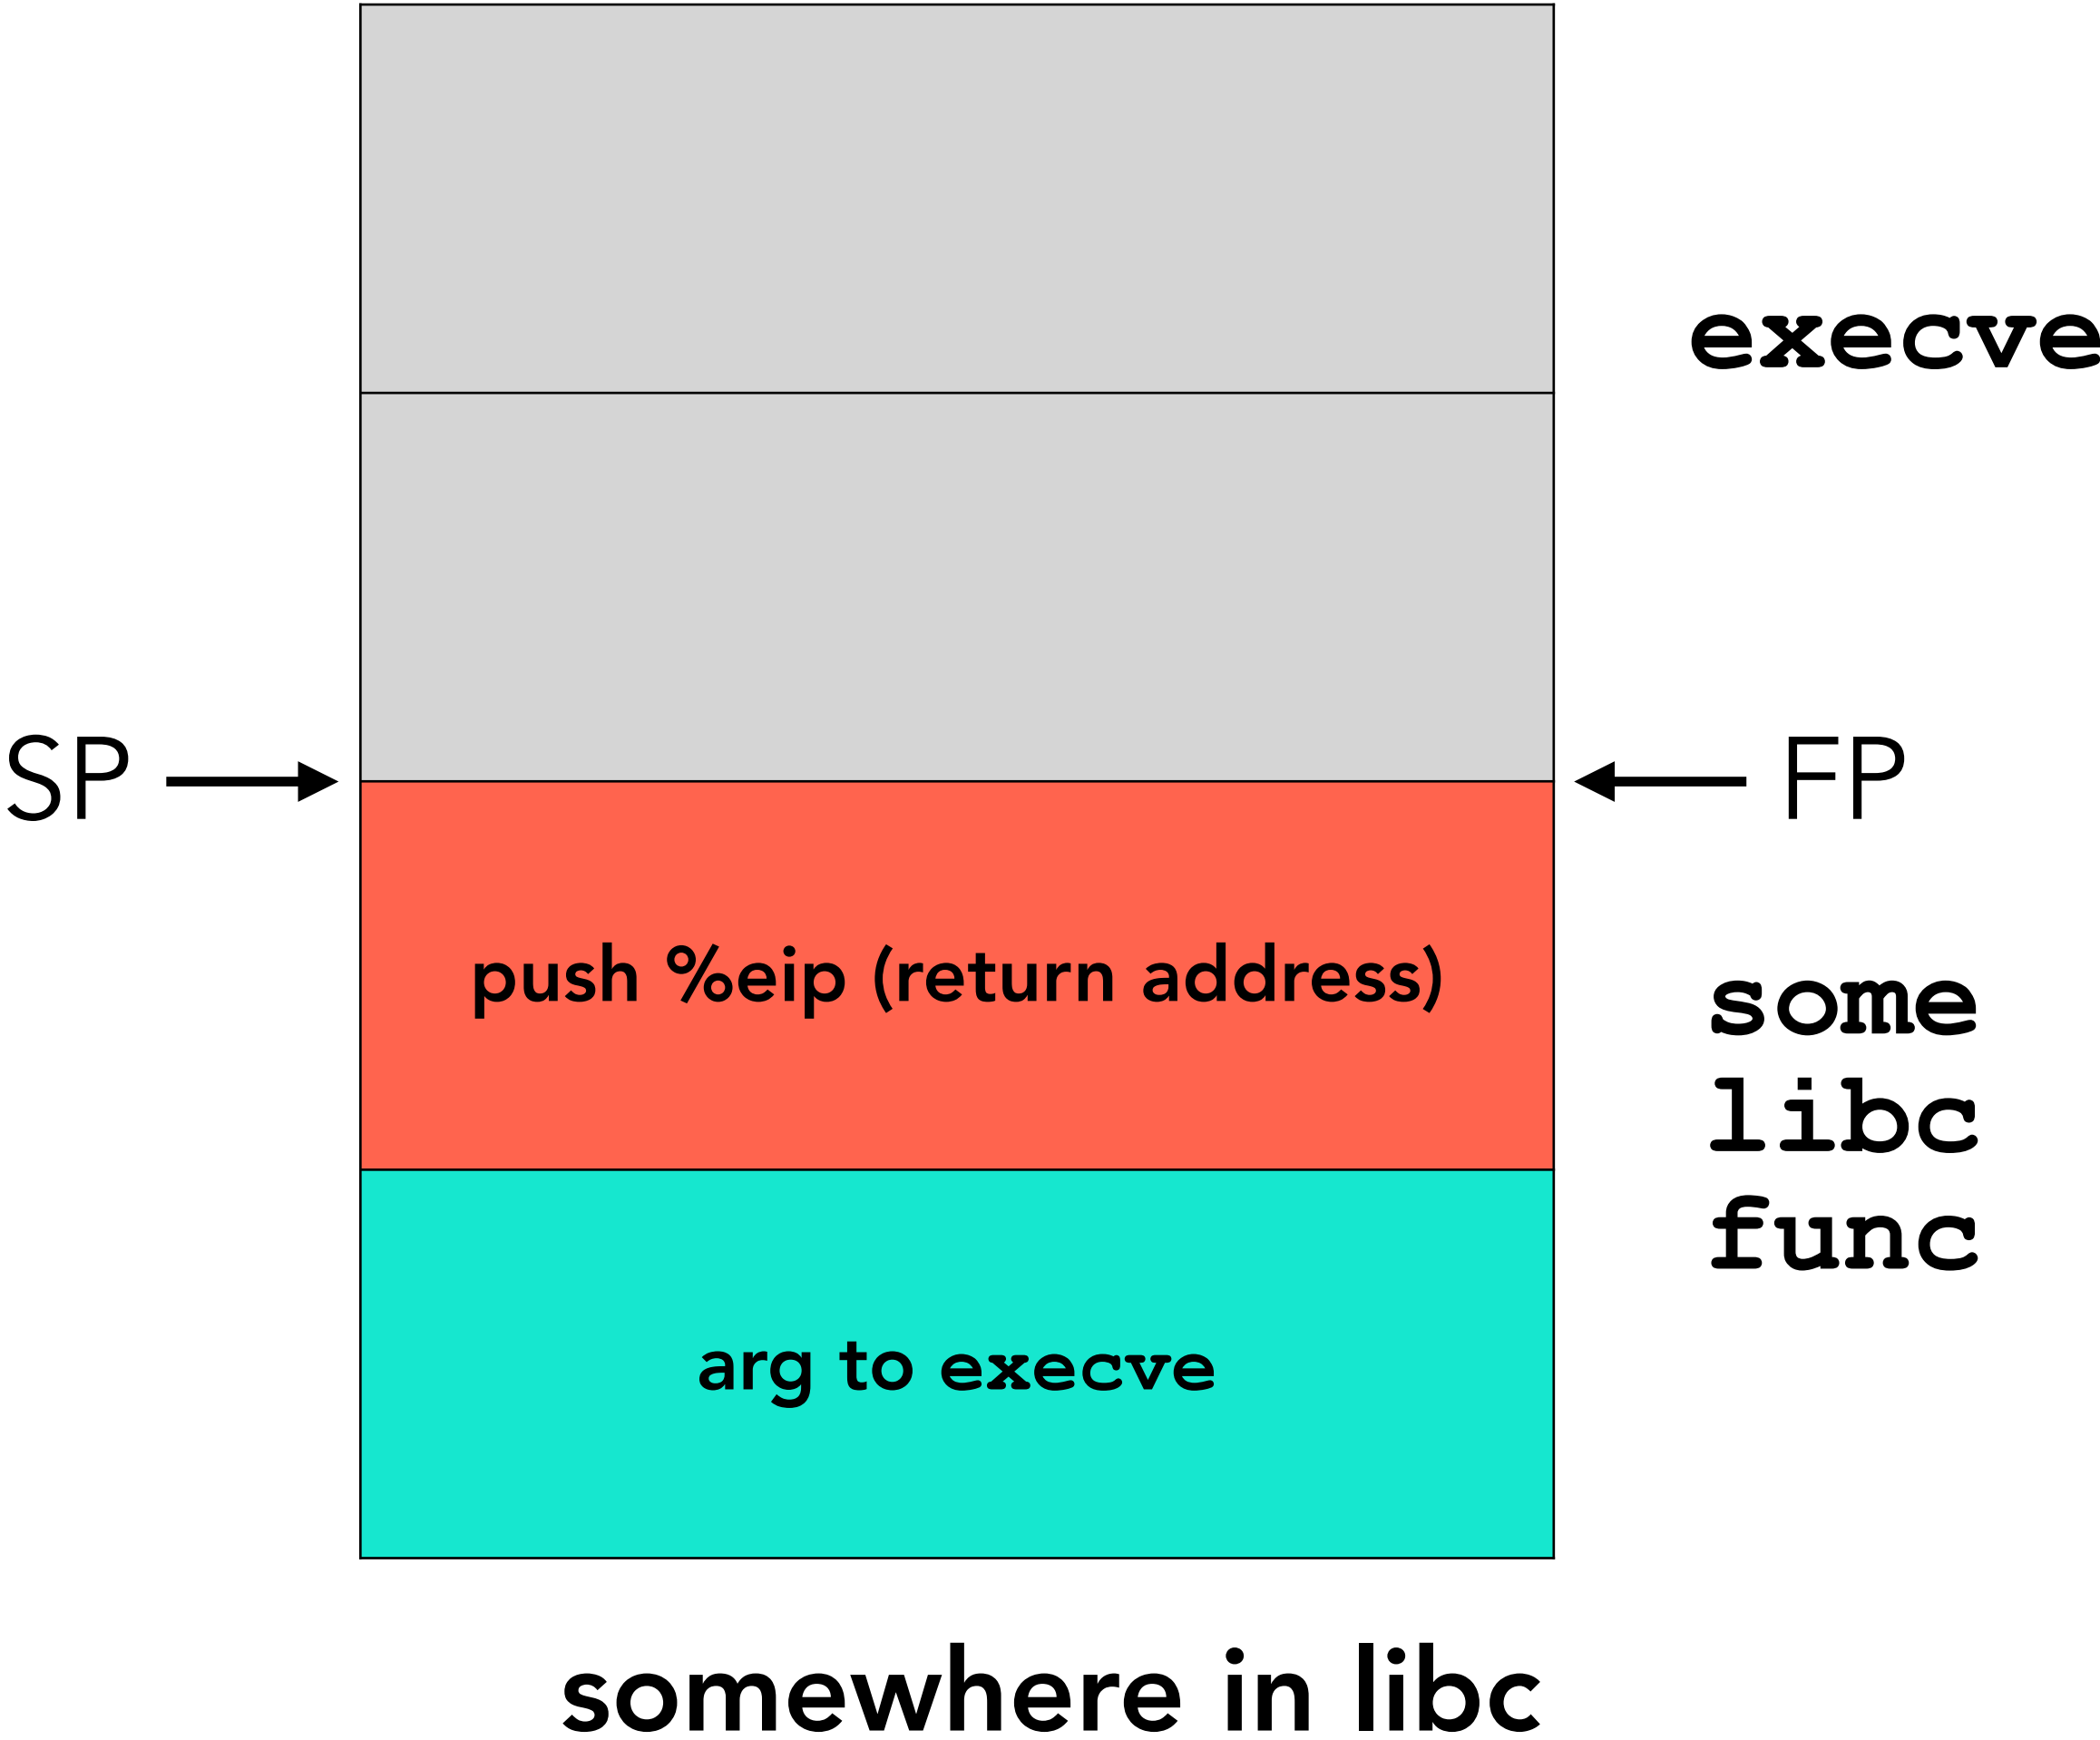 execve
SP
FP
push %eip (return address)
some
libc
func
arg to execve
somewhere in libc